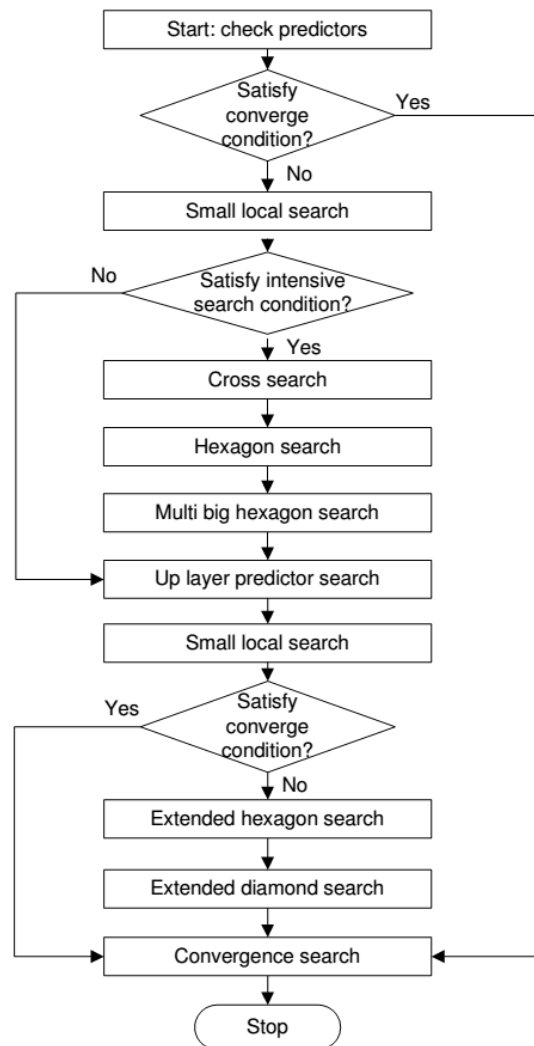 Start: check predictors
Satisfy
converge
condition?
Yes
No
Small local search
No
Satisfy intensive
search condition?
Yes
Cross search
Hexagon search
Multi big hexagon search
Up layer predictor search
Small local search
Yes
Satisfy
converge
condition?
No
Extended hexagon search
Extended diamond search
Convergence search
Stop